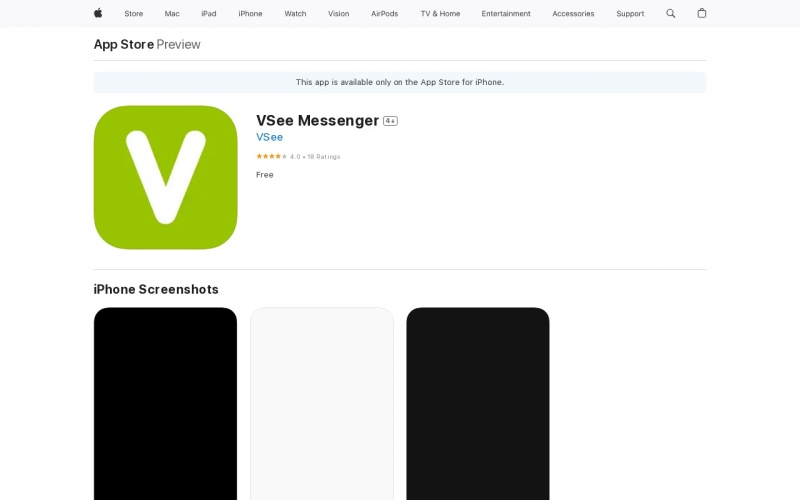 Store Mac iPad iPhone Watch Vision AirPods TV & Home Entertainment Accessories Support
App Store Preview
This app is available only on the App Store for iPhone.
V
VSee Messenger 4+
VSee
4.0 • 18 Ratings
Free
iPhone Screenshots